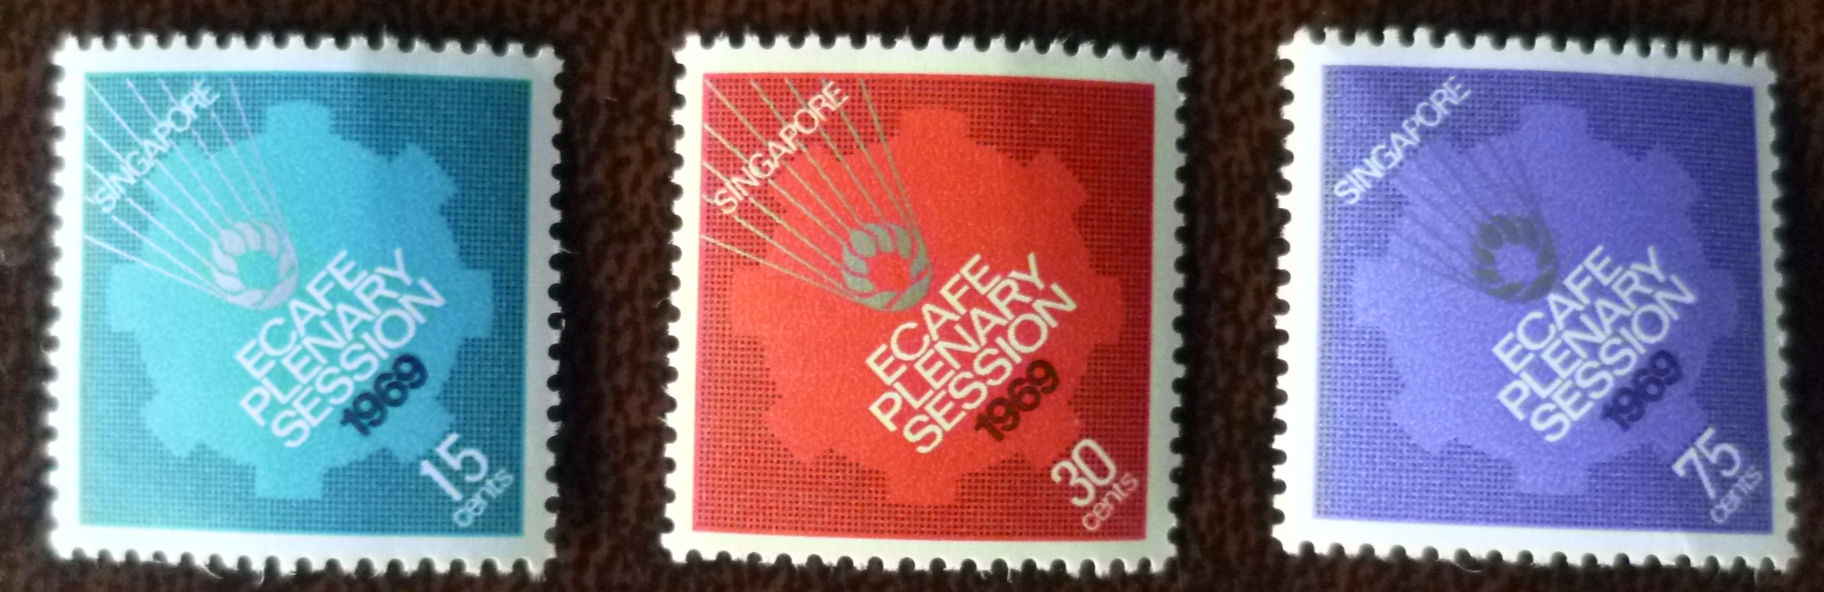 SINGAPORE
ECAFE
PLENARY
SESSION
1969
15
cents
SINGAPORE
ECAFE
PLENARY
SESSION
1969
30
cents
SINGAPORE
ECAFE
PLENARY
SESSION
1969
75
cents